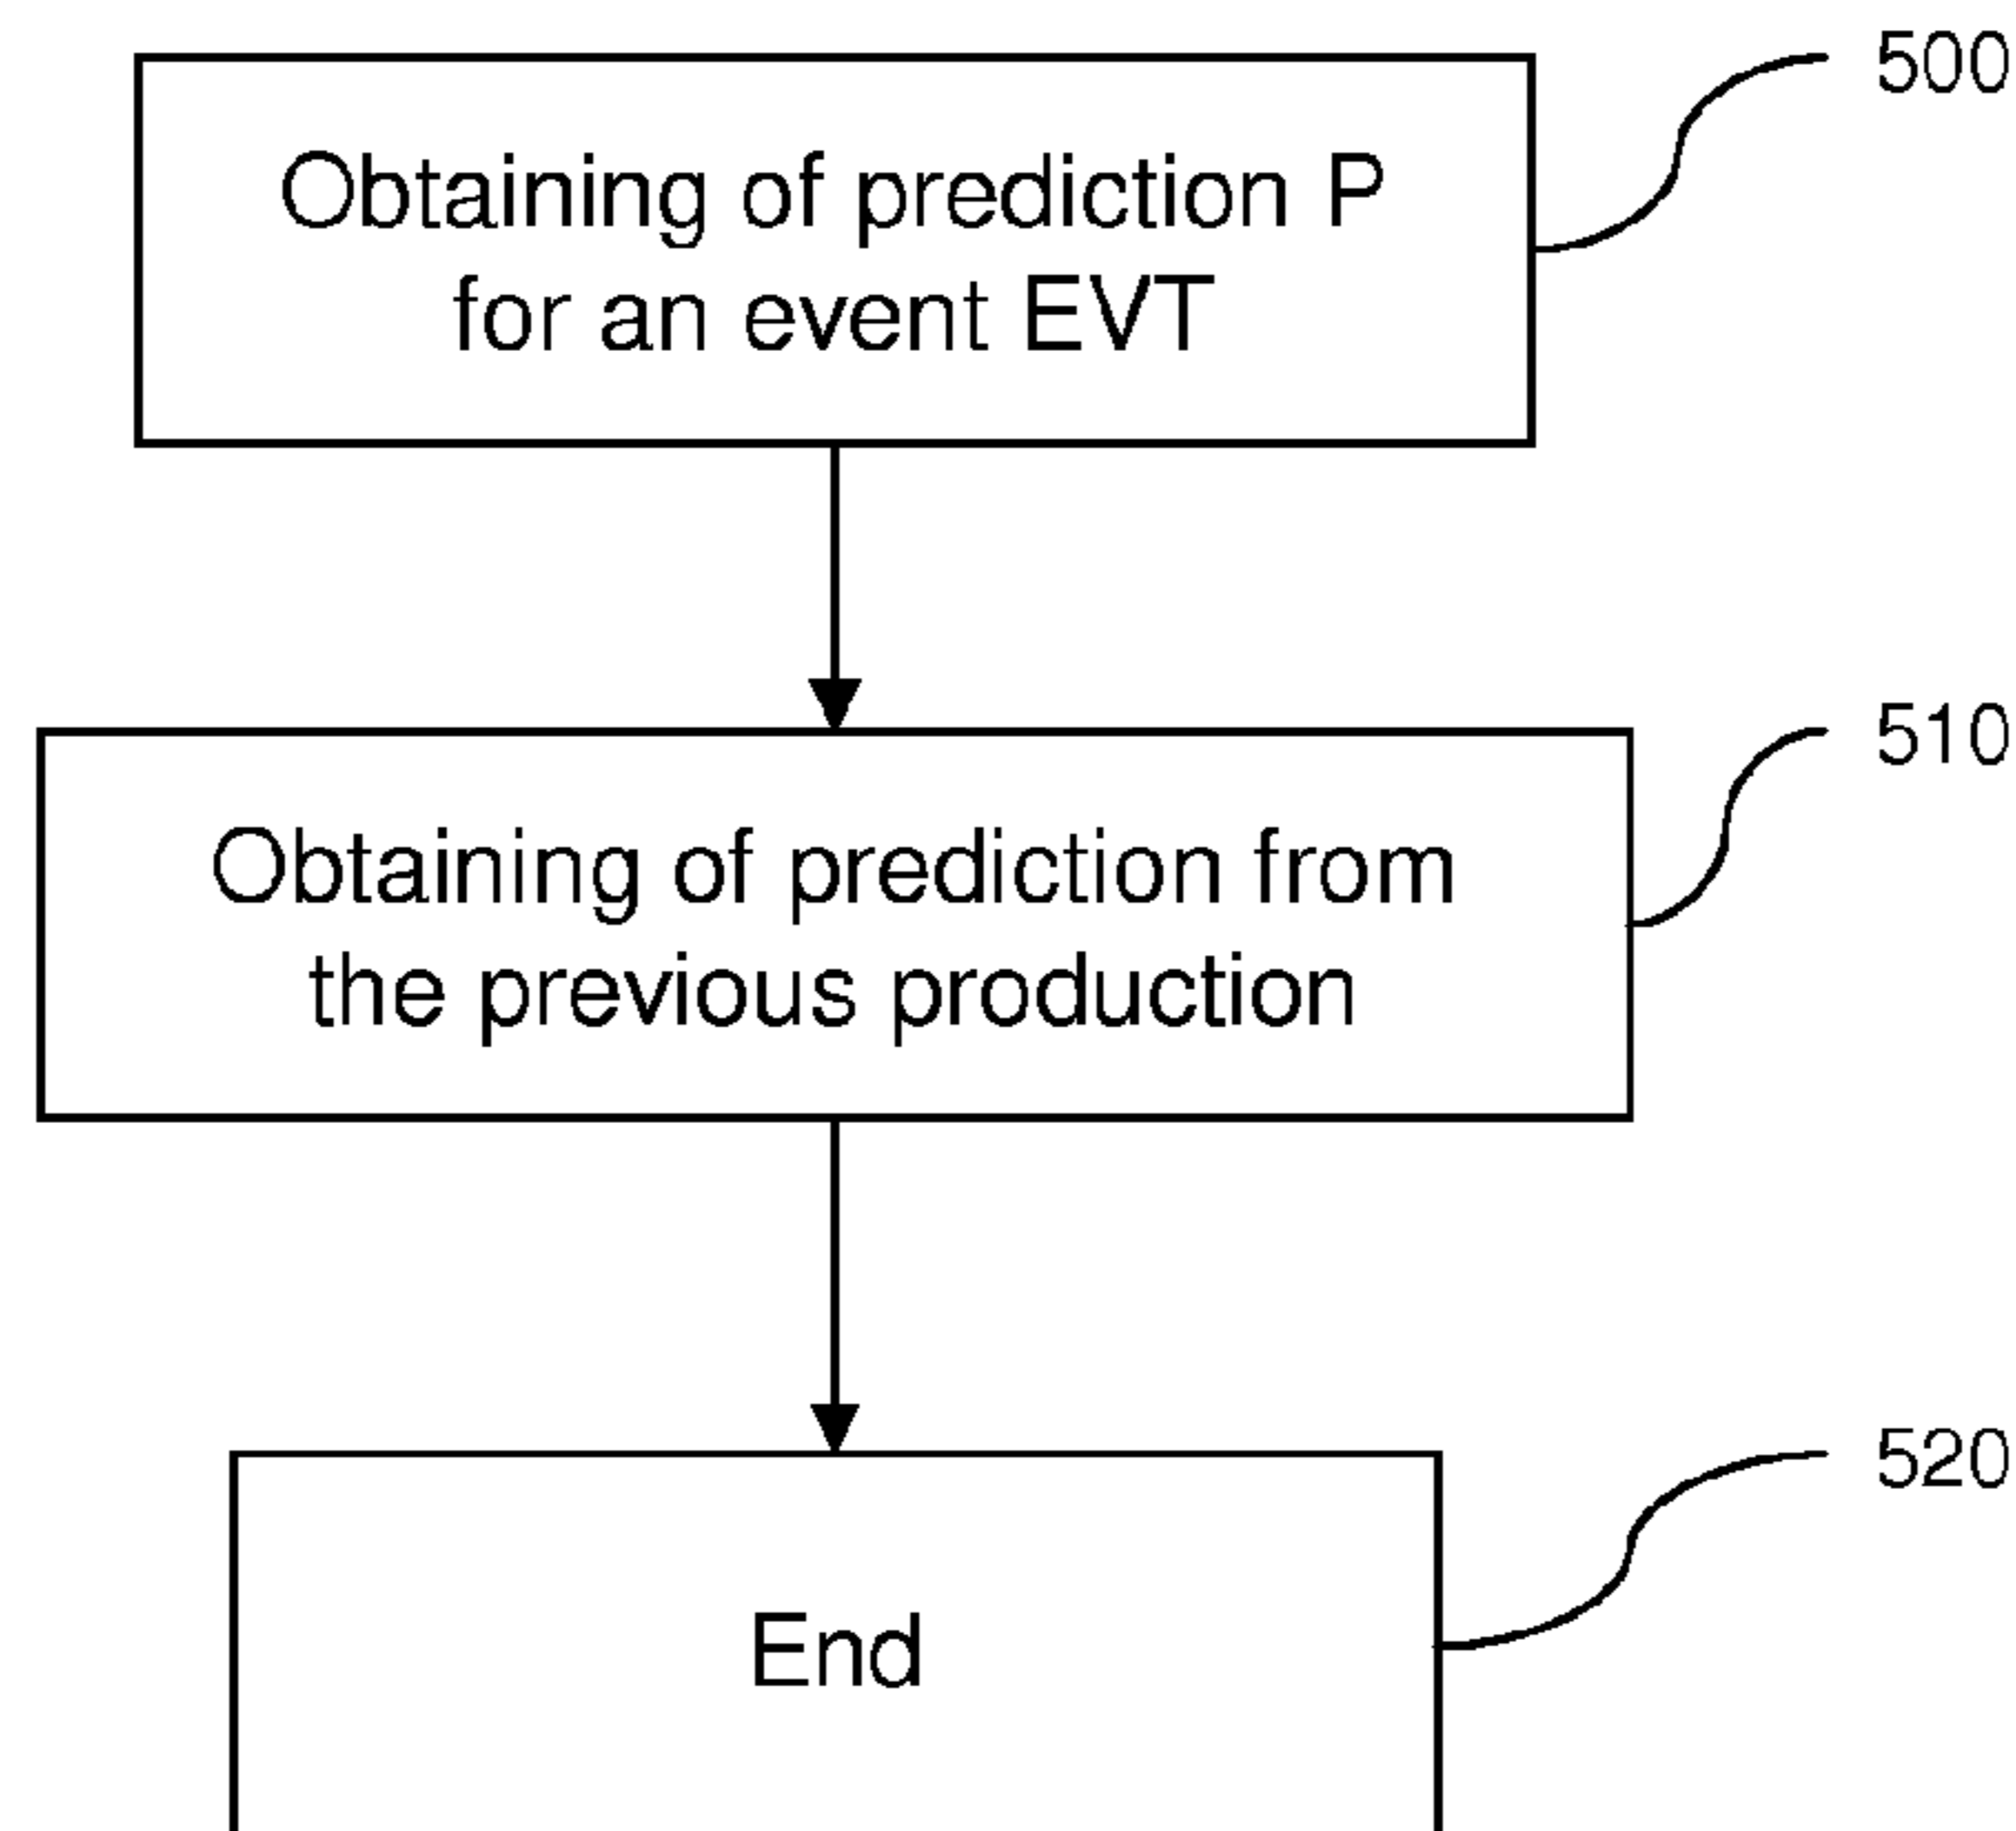 500
Obtaining of prediction P
for an event EVT
510
Obtaining of prediction from
the previous production
520
End